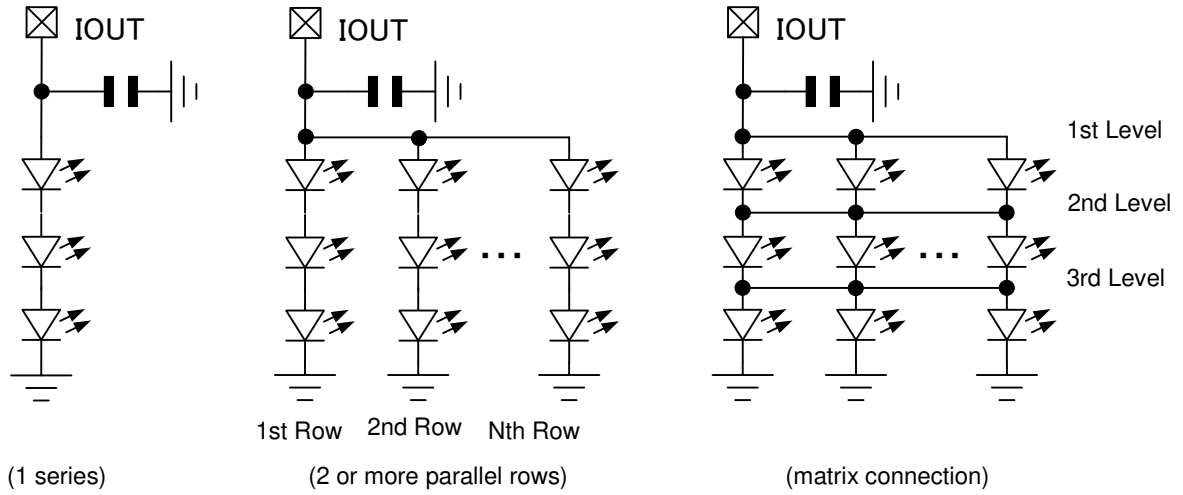 IOUT
IOUT
IOUT
1st Level
2nd Level
3rd Level
...
...
1st Row
2nd Row
Nth Row
(1 series)
(2 or more parallel rows)
(matrix connection)